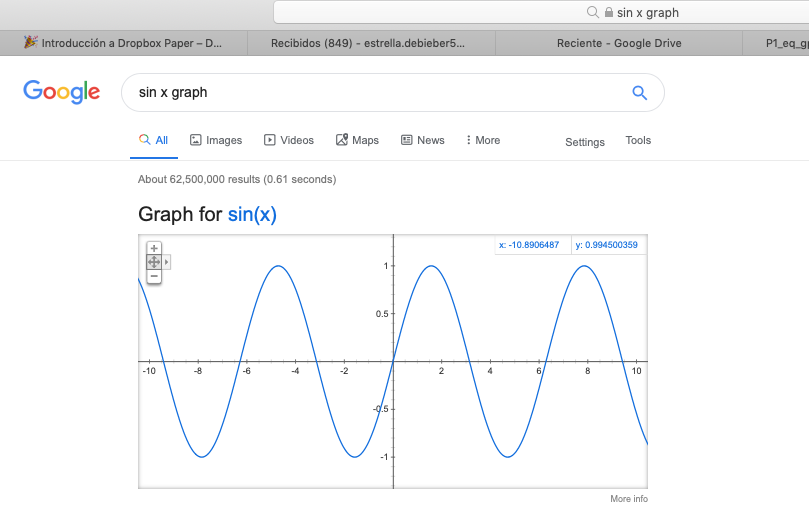 sin x graph
Introducción a Dropbox Paper – D...
Recibidos (849) - estrella.debieber5...
Reciente - Google Drive
P1_eq_g
Google
sin x graph
All
Images
Videos
Maps
News
More
Settings
Tools
About 62,500,000 results (0.61 seconds)
Graph for sin(x)
x: -10.8906487
y: 0.994500359
1
0.5
-10
-8
-6
-4
-2
2
4
6
8
10
-0.5
-1
More info